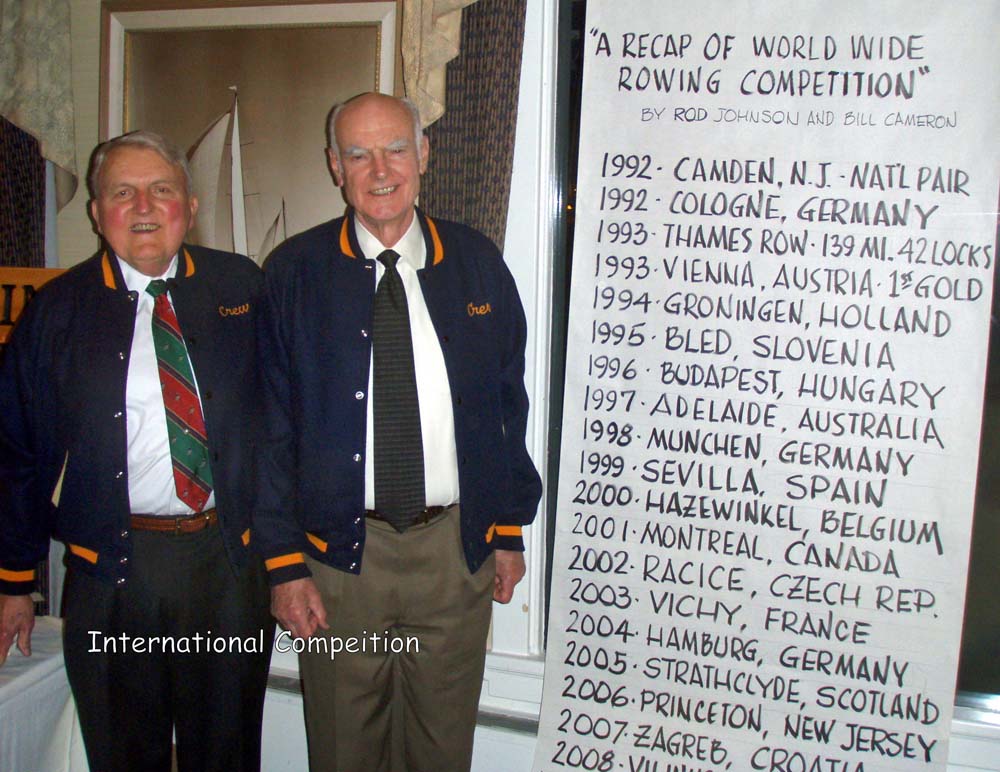 "A RECAP OF WORLD WIDE
ROWING COMPETITION"
BY ROD JOHNSON AND BILL CAMERON
1992 - CAMDEN, N.J. - NAT'L PAIR
1992 - COLOGNE, GERMANY
1993 - THAMES ROW - 139 MI. 42 LOCKS
1993 - VIENNA, AUSTRIA - 1st GOLD
1994 - GRONINGEN, HOLLAND
1995 - BLED, SLOVENIA
1996 - BUDAPEST, HUNGARY
1997 - ADELAIDE, AUSTRALIA
1998 - MUNCHEN, GERMANY
1999 - SEVILLA, SPAIN
2000 - HAZEWINKEL, BELGIUM
2001 - MONTREAL, CANADA
2002 - RACICE, CZECH REP.
2003 - VICHY, FRANCE
2004 - HAMBURG, GERMANY
2005 - STRATHCLYDE, SCOTLAND
2006 - PRINCETON, NEW JERSEY
2007 - ZAGREB, CROATIA
2008 -
Crew
Crew
International Compeition